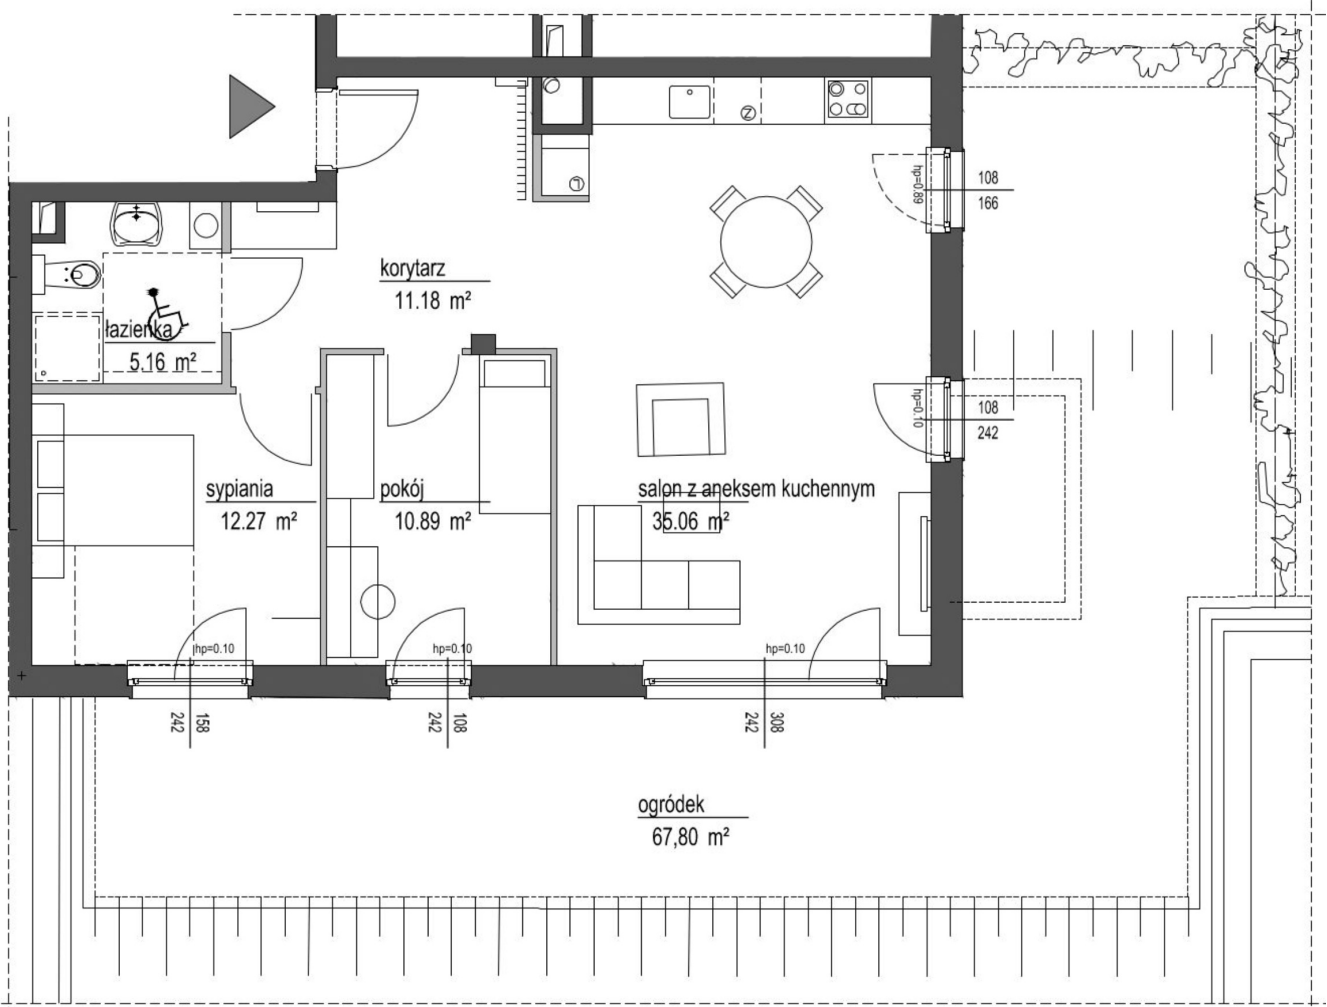 Z
L
hp=0.89
108
166
korytarz
11.18 m²
łazienka
5.16 m²
hp=0.10
108
242
sypiania
12.27 m²
pokój
10.89 m²
salon z aneksem kuchennym
35.06 m²
hp=0.10
hp=0.10
hp=0.10
158
242
108
242
308
242
ogródek
67,80 m²